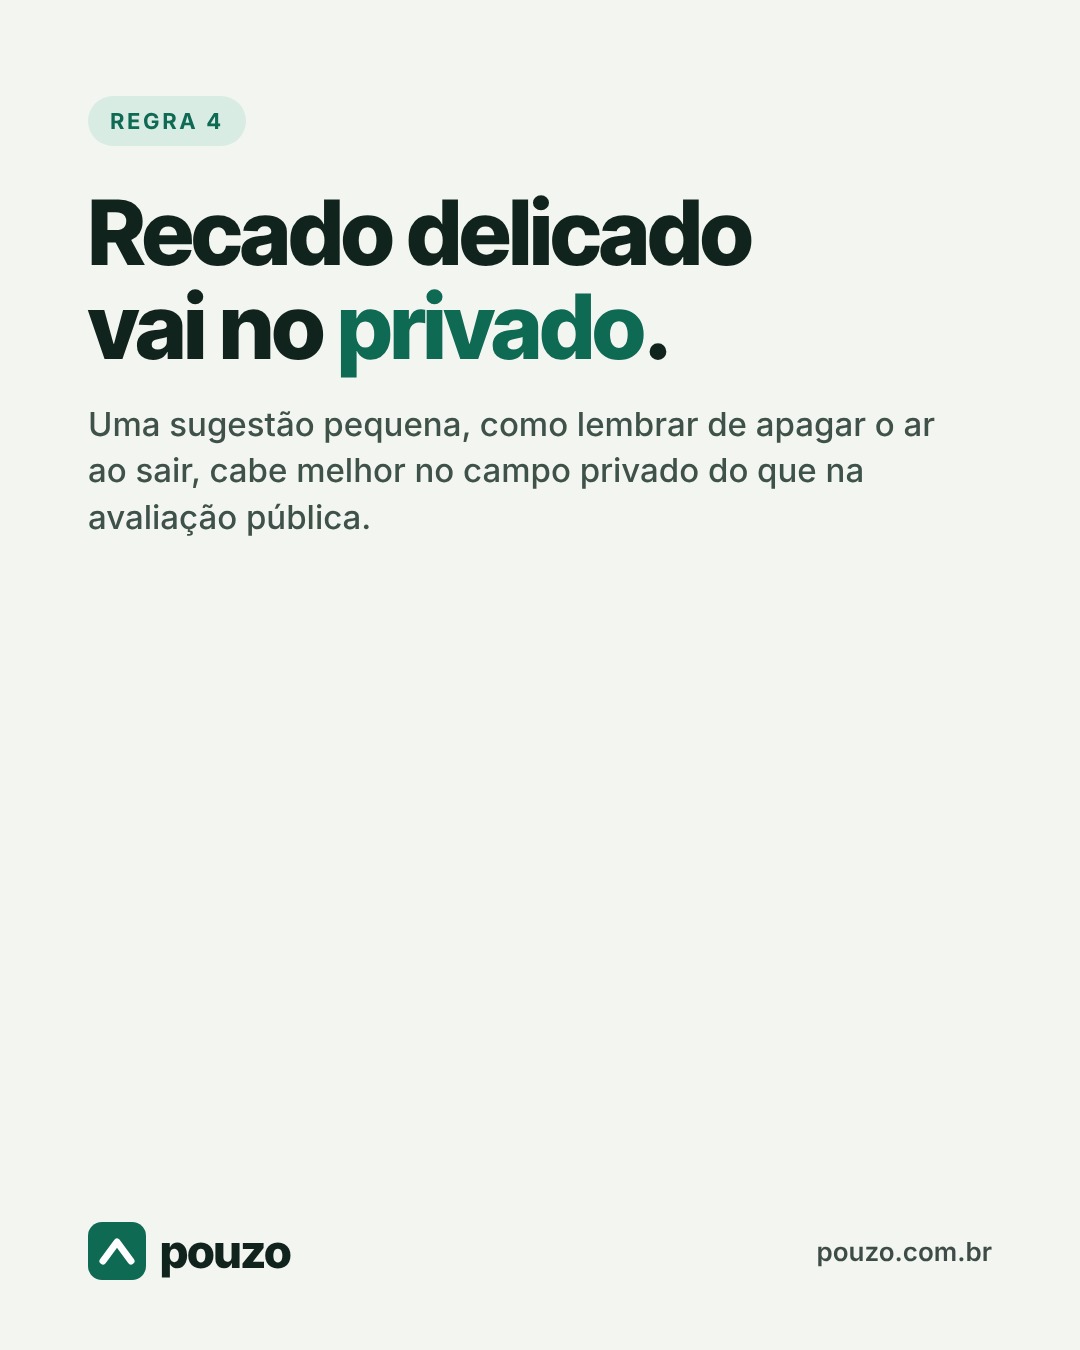 REGRA 4
Recado delicado
vai no privado.
Uma sugestão pequena, como lembrar de apagar o ar
ao sair, cabe melhor no campo privado do que na
avaliação pública.
pouzo
pouzo.com.br